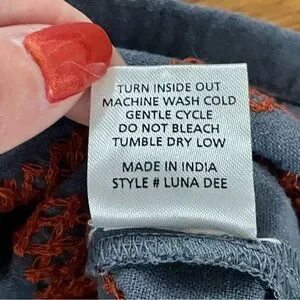 TURN INSIDE OUT
MACHINE WASH COLD
GENTLE CYCLE
DO NOT BLEACH
TUMBLE DRY LOW
MADE IN INDIA
STYLE # LUNA DEE